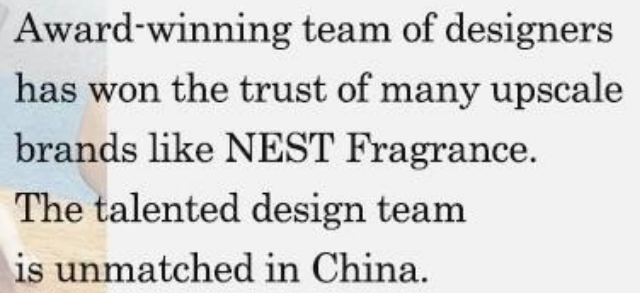 Award-winning team of designers
has won the trust of many upscale
brands like NEST Fragrance.
The talented design team
is unmatched in China.